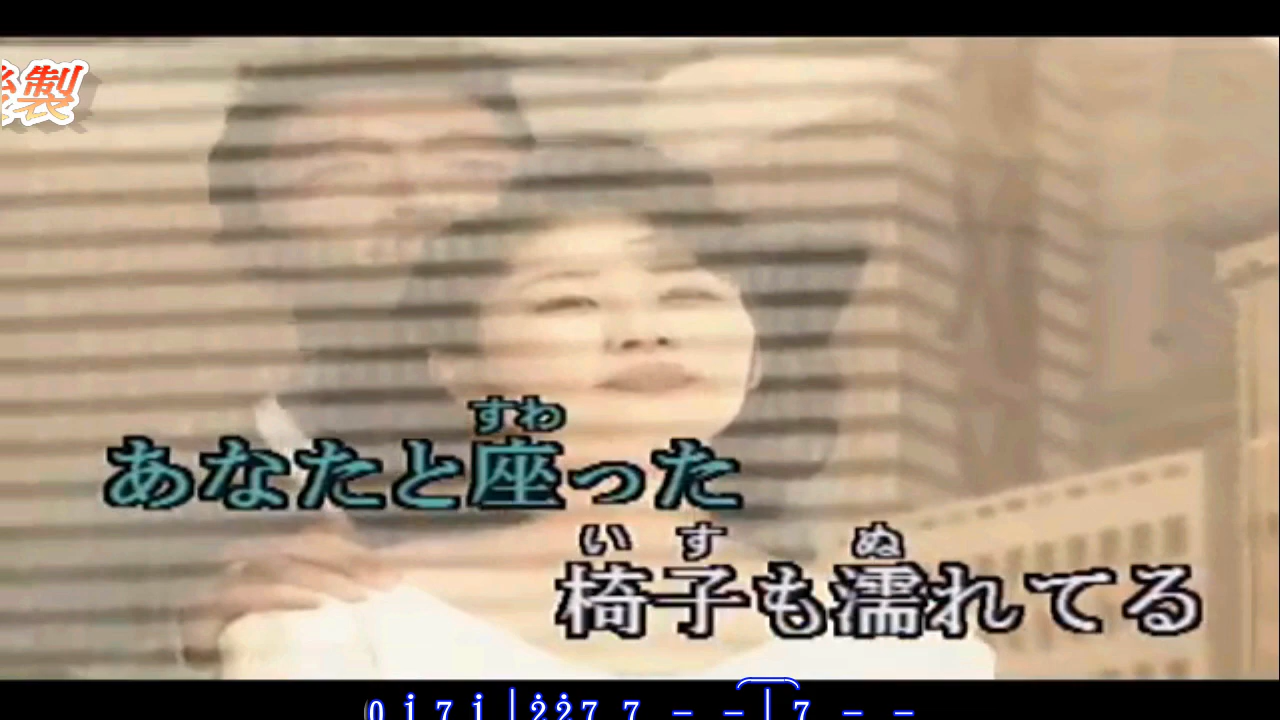 製
すわ
あなたと座った
い す ぬ
椅子も濡れてる
0 i 7 i | 2 2 7 7 − − | 7 − −